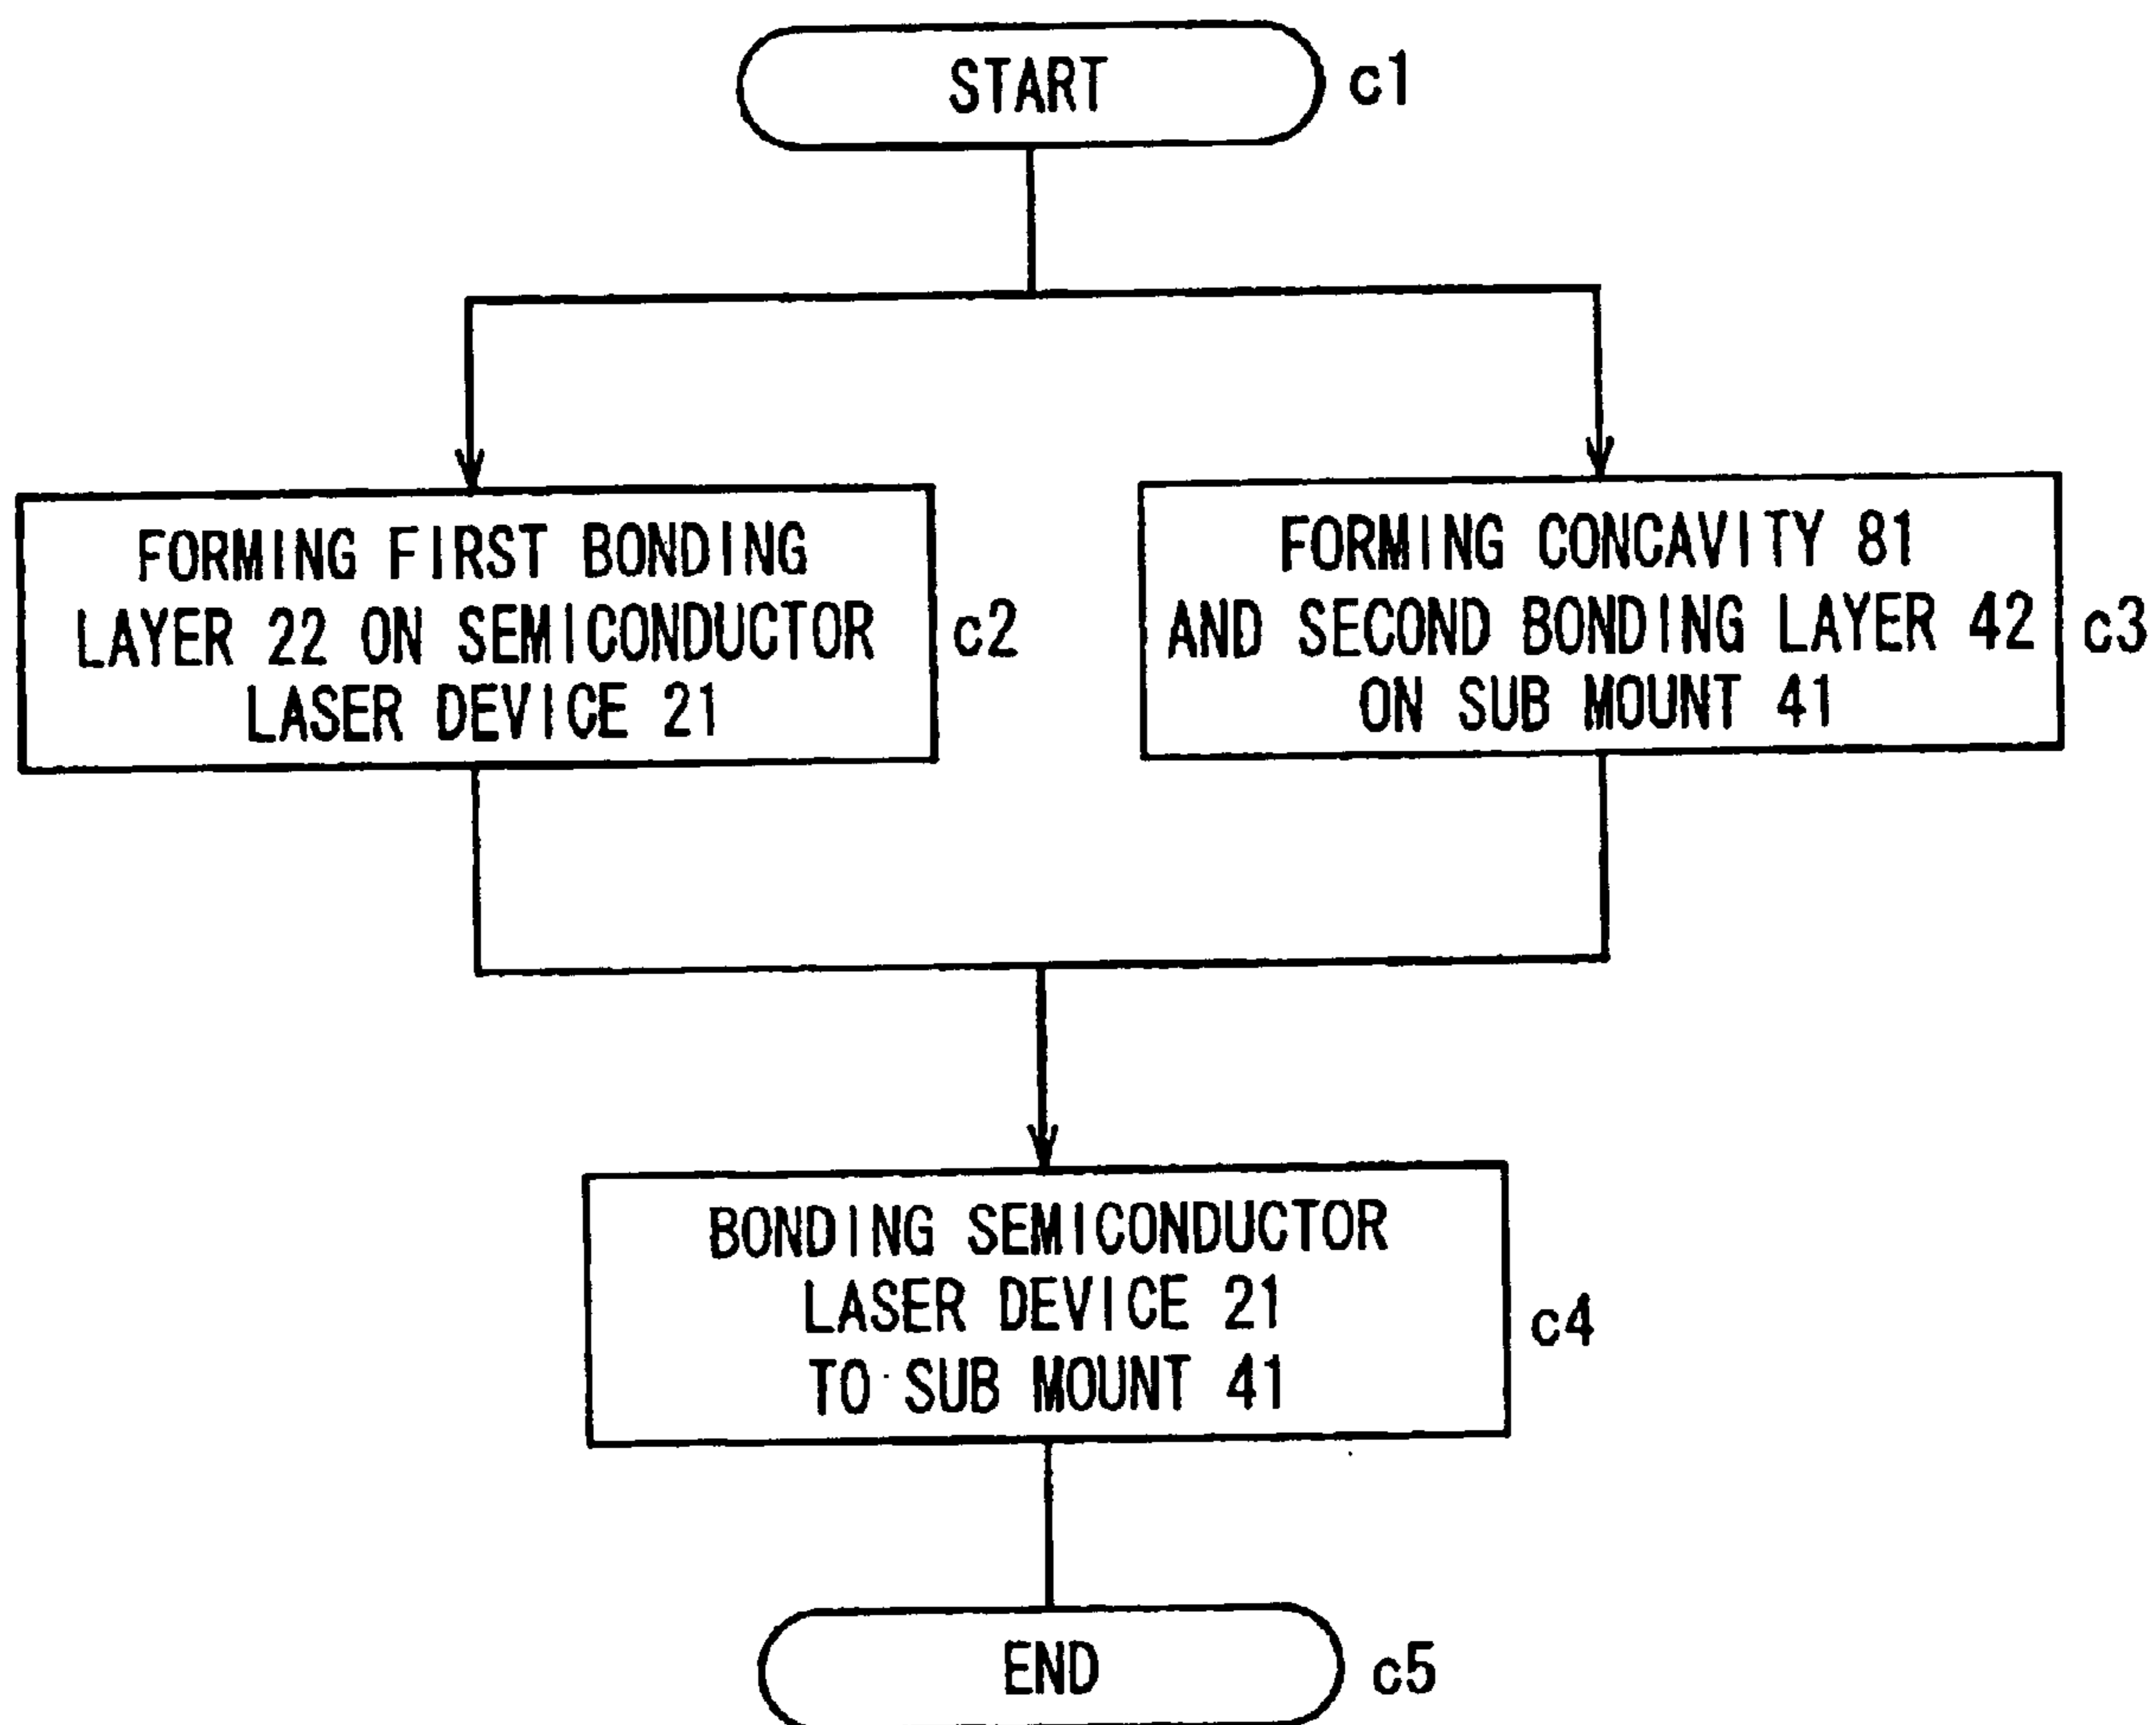 START
c1
FORMING FIRST BONDING
LAYER 22 ON SEMICONDUCTOR
LASER DEVICE 21
c2
FORMING CONCAVITY 81
AND SECOND BONDING LAYER 42
ON SUB MOUNT 41
c3
BONDING SEMICONDUCTOR
LASER DEVICE 21
TO SUB MOUNT 41
c4
END
c5